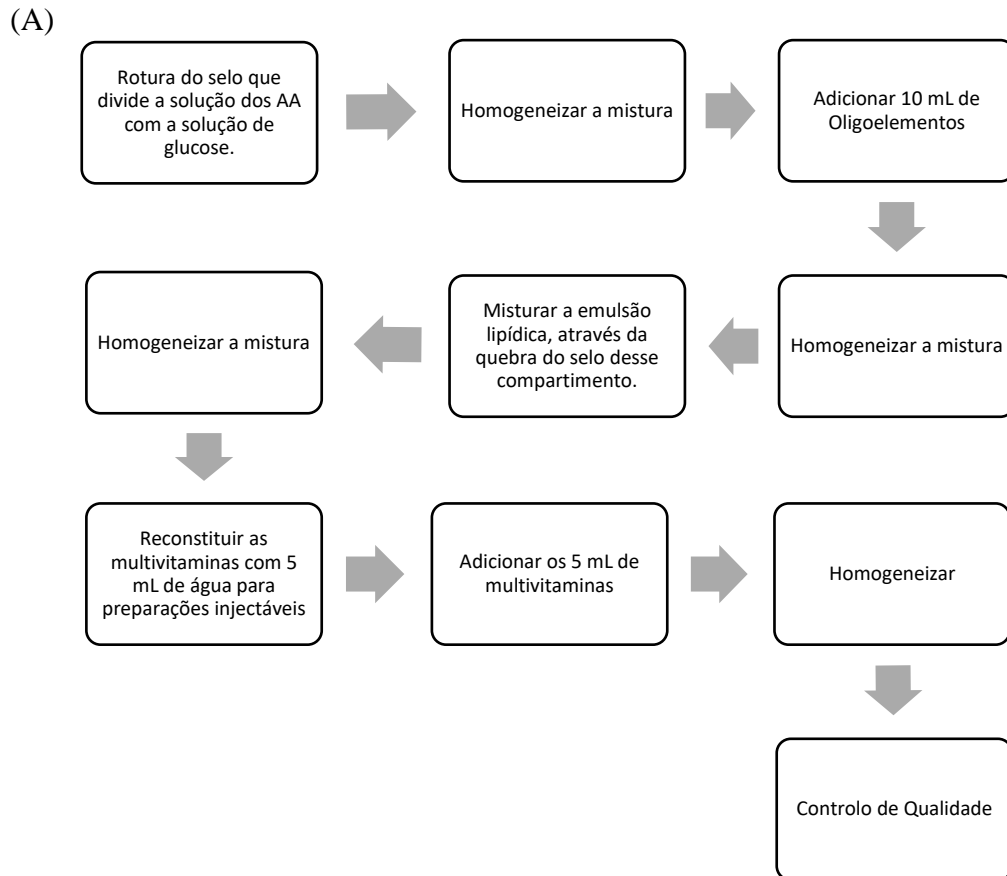 (A)
Rotura do selo que
divide a solução dos AA
com a solução de
glucose.
Homogeneizar a mistura
Adicionar 10 mL de
Oligoelementos
Homogeneizar a mistura
Misturar a emulsão
lipídica, através da
quebra do selo desse
compartimento.
Homogeneizar a mistura
Reconstituir as
multivitaminas com 5
mL de água para
preparações injectáveis
Adicionar os 5 mL de
multivitaminas
Homogeneizar
Controlo de Qualidade